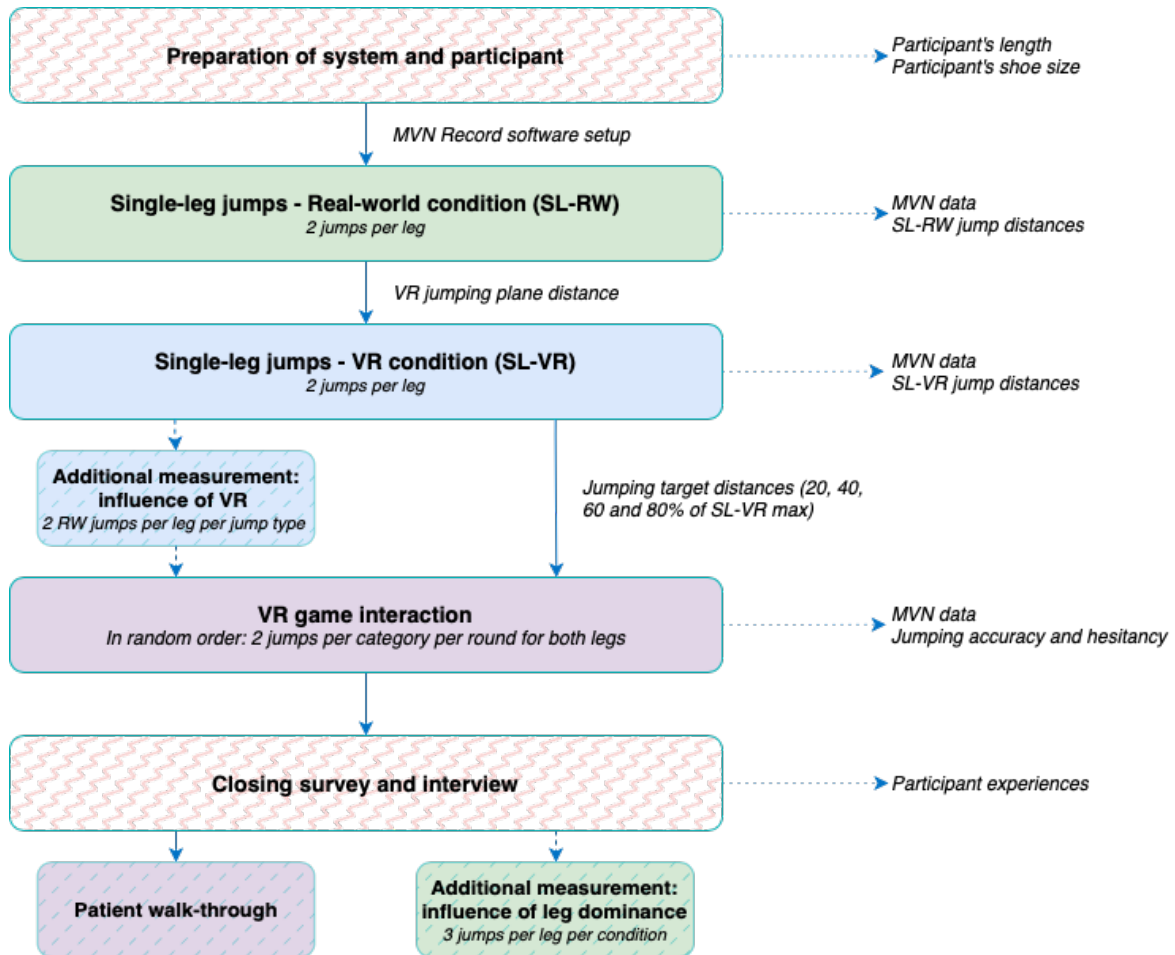 Preparation of system and participant
Participant's length
Participant's shoe size
MVN Record software setup
Single-leg jumps - Real-world condition (SL-RW)
2 jumps per leg
MVN data
SL-RW jump distances
VR jumping plane distance
Single-leg jumps - VR condition (SL-VR)
2 jumps per leg
MVN data
SL-VR jump distances
Additional measurement:
influence of VR
2 RW jumps per leg per jump type
Jumping target distances (20, 40,
60 and 80% of SL-VR max)
VR game interaction
In random order: 2 jumps per category per round for both legs
MVN data
Jumping accuracy and hesitancy
Closing survey and interview
Participant experiences
Patient walk-through
Additional measurement:
influence of leg dominance
3 jumps per leg per condition